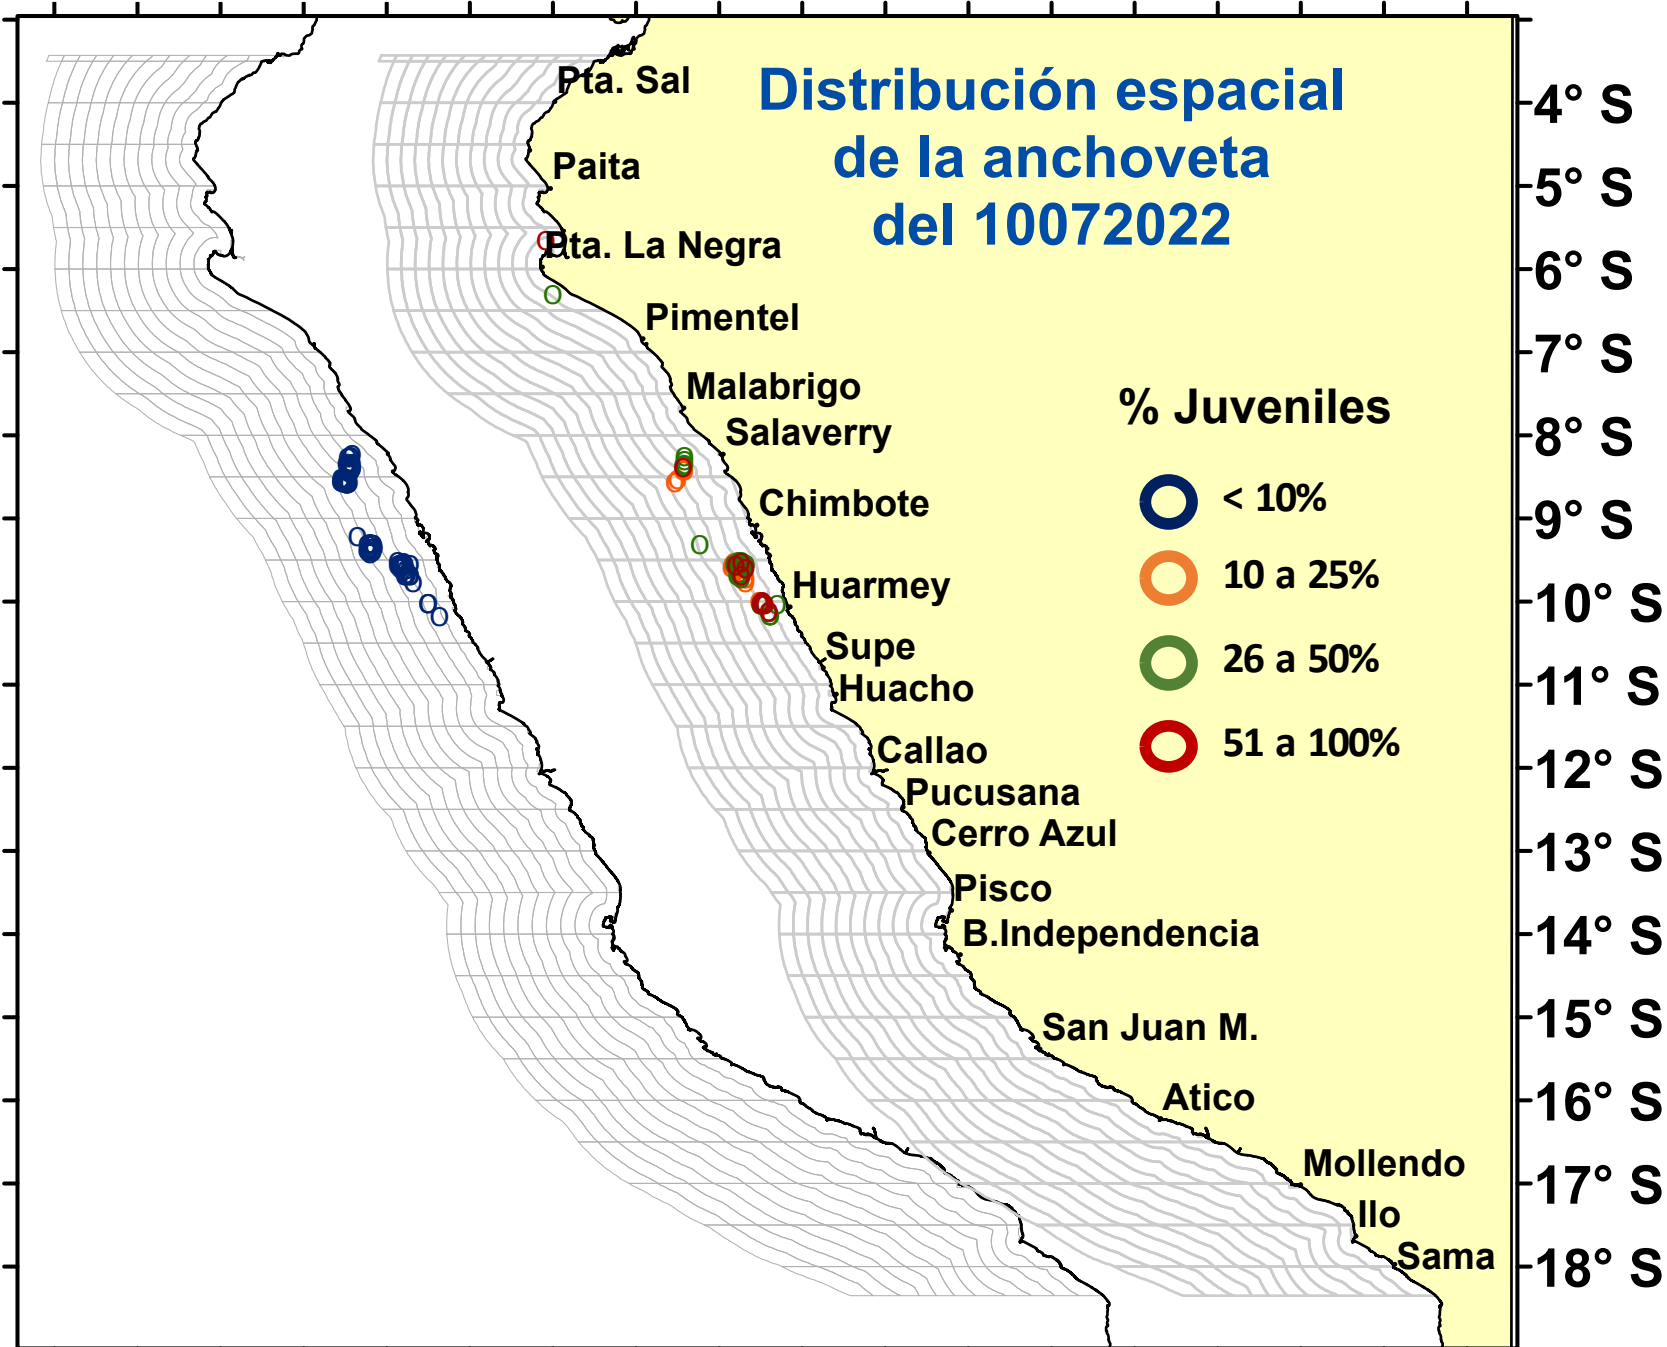 Distribución espacial
de la anchoveta
del 10072022
Pta. Sal
Paita
Pta. La Negra
Pimentel
Malabrigo
Salaverry
Chimbote
Huarmey
Supe
Huacho
Callao
Pucusana
Cerro Azul
Pisco
B.Independencia
San Juan M.
Atico
Mollendo
Ilo
Sama
% Juveniles
< 10%
10 a 25%
26 a 50%
51 a 100%
4° S
5° S
6° S
7° S
8° S
9° S
10° S
11° S
12° S
13° S
14° S
15° S
16° S
17° S
18° S